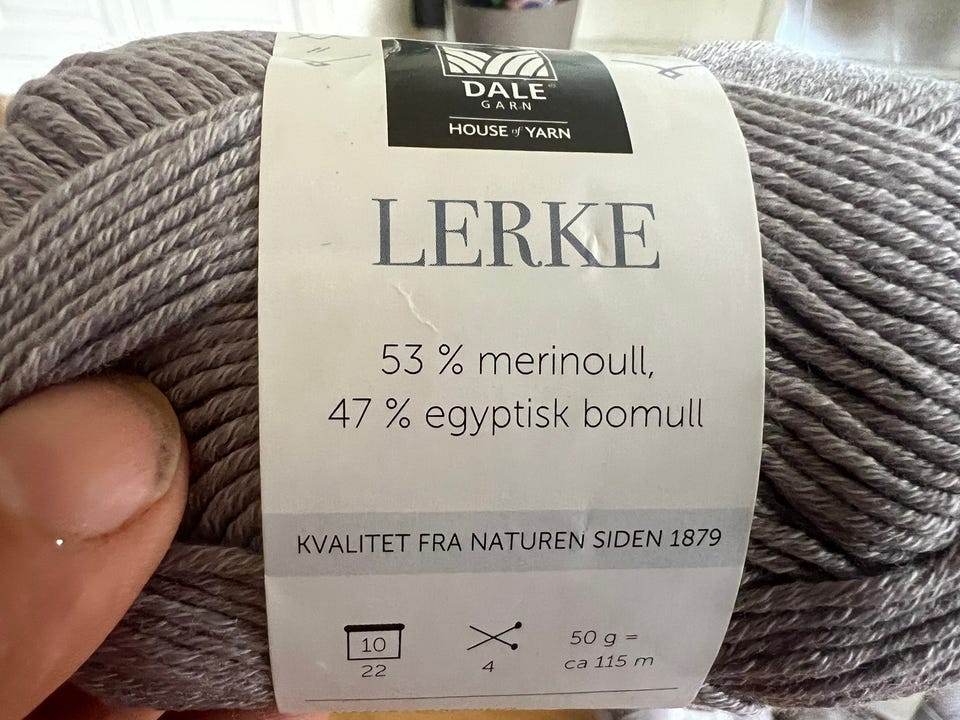 DALE
GARN
HOUSE of YARN
LERKE
53 % merinoull,
47 % egyptisk bomull
KVALITET FRA NATUREN SIDEN 1879
10
22
4
50 g =
ca 115 m